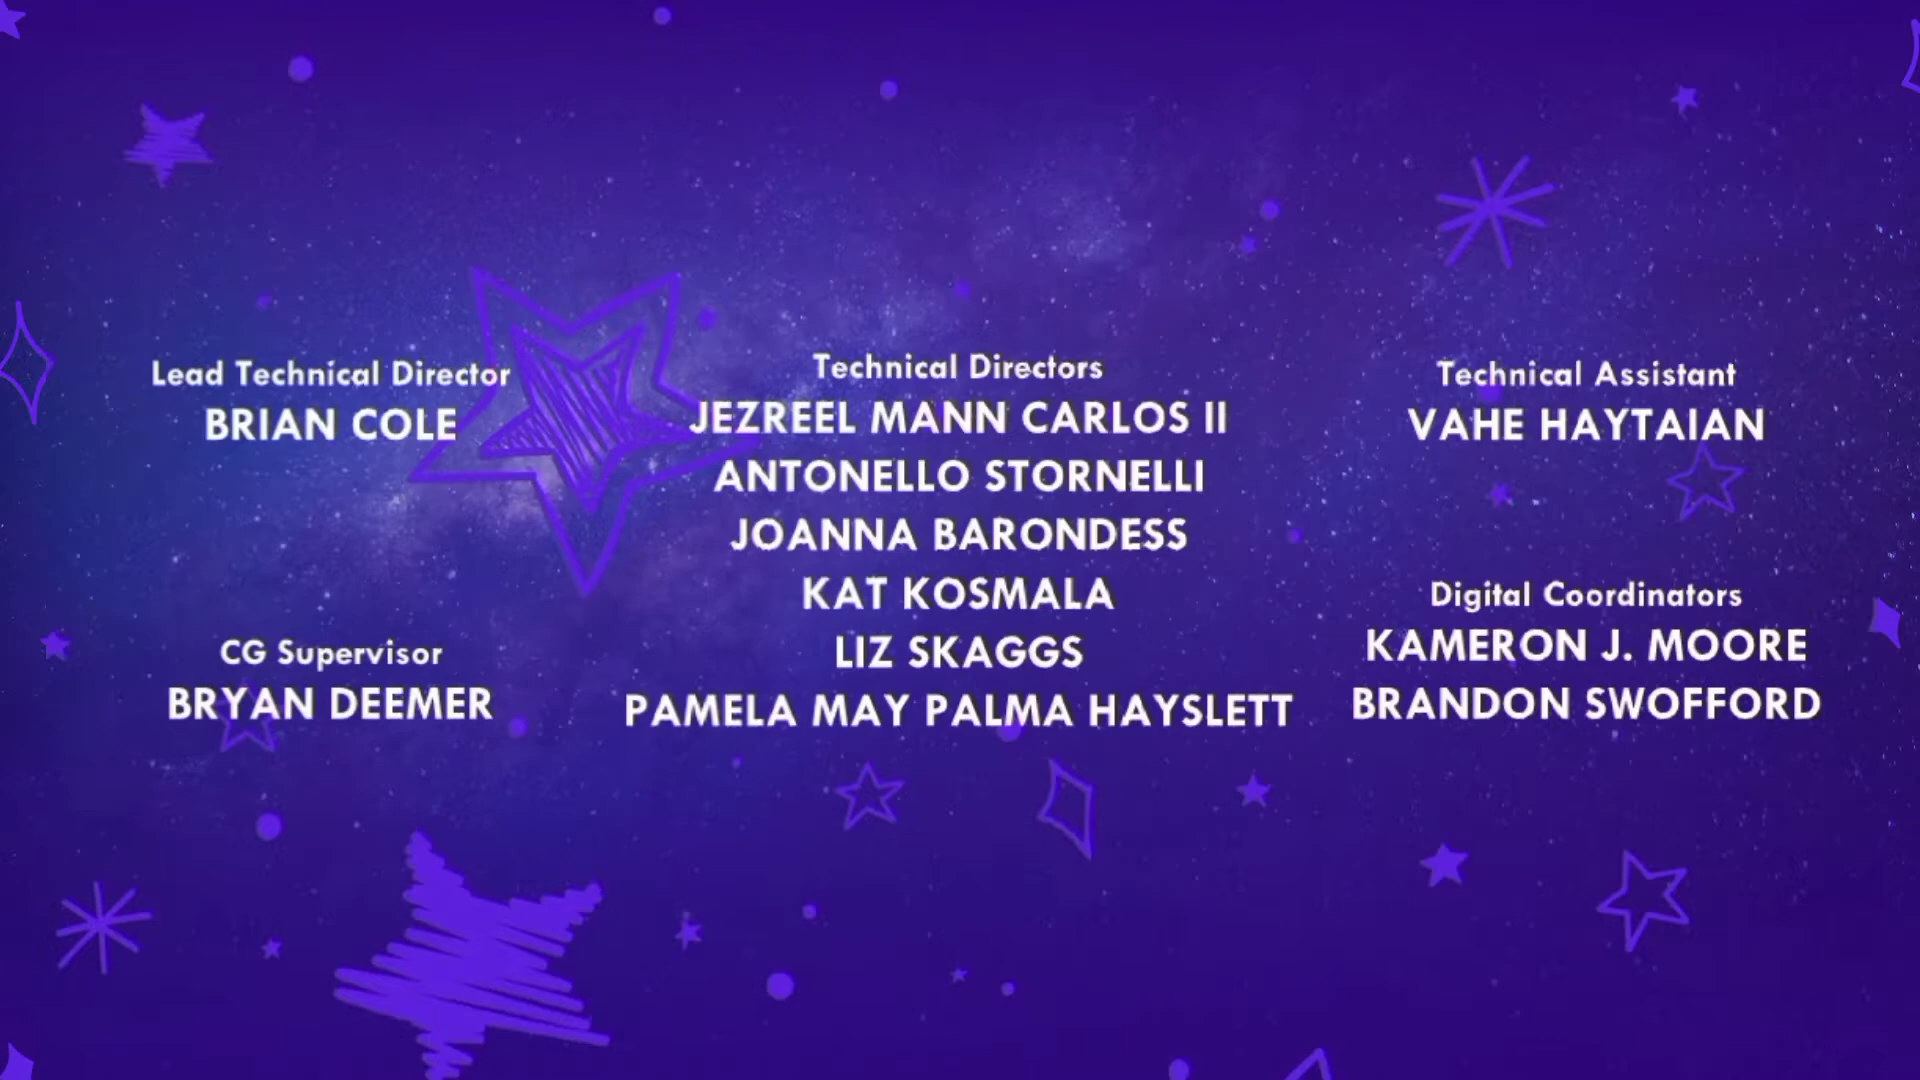 Lead Technical Director
BRIAN COLE
CG Supervisor
BRYAN DEEMER
Technical Directors
JEZREEL MANN CARLOS II
ANTONELLO STORNELLI
JOANNA BARONDESS
KAT KOSMALA
LIZ SKAGGS
PAMELA MAY PALMA HAYSLETT
Technical Assistant
VAHE HAYTAIAN
Digital Coordinators
KAMERON J. MOORE
BRANDON SWOFFORD